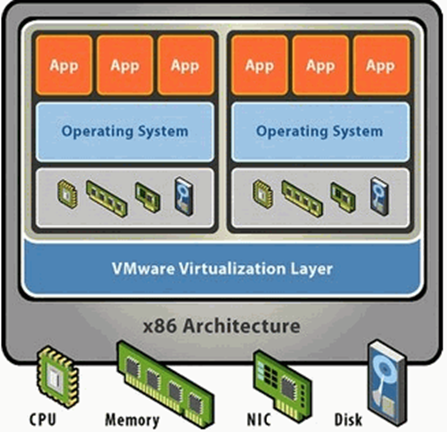 App App App App App App
Operating System Operating System
VMware Virtualization Layer
x86 Architecture
CPU Memory NIC Disk